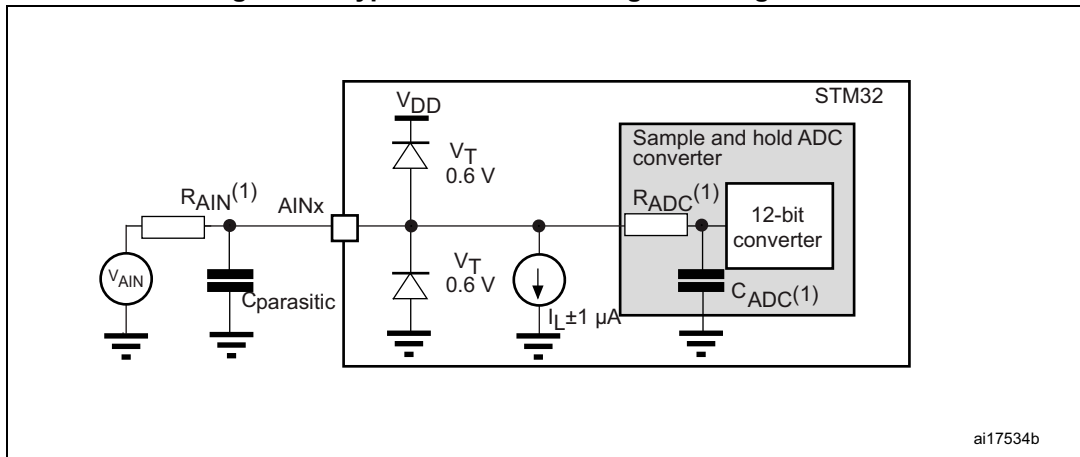 STM32
VDD
VT
0.6 V
Sample and hold ADC
converter
RAIN(1)
AINx
RADC(1)
12-bit
converter
VAIN
Cparasitic
VT
0.6 V
IL±1 µA
CADC(1)
ai17534b